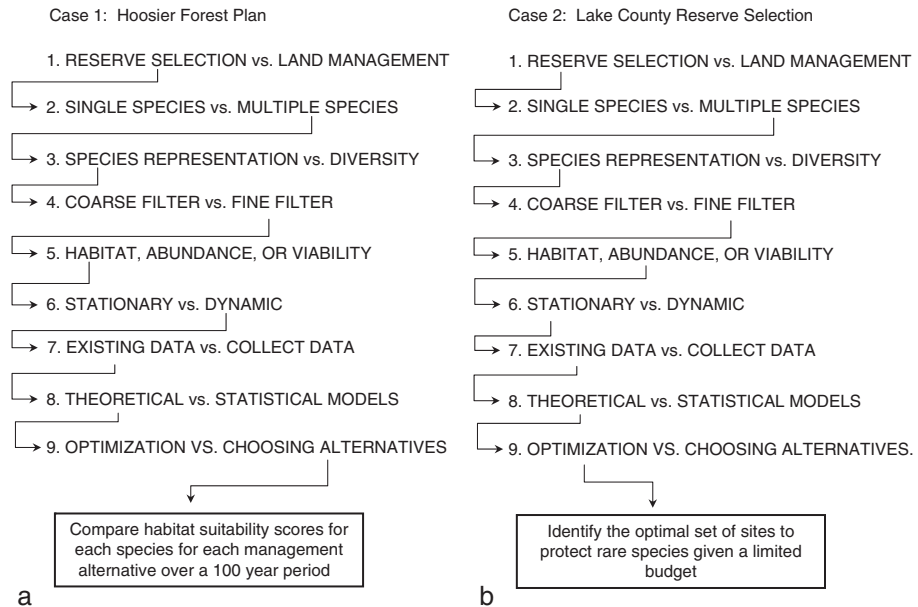 Case 1: Hoosier Forest Plan
1. RESERVE SELECTION vs. LAND MANAGEMENT
2. SINGLE SPECIES vs. MULTIPLE SPECIES
3. SPECIES REPRESENTATION vs. DIVERSITY
4. COARSE FILTER vs. FINE FILTER
5. HABITAT, ABUNDANCE, OR VIABILITY
6. STATIONARY vs. DYNAMIC
7. EXISTING DATA vs. COLLECT DATA
8. THEORETICAL vs. STATISTICAL MODELS
9. OPTIMIZATION VS. CHOOSING ALTERNATIVES
Compare habitat suitability scores for
each species for each management
alternative over a 100 year period
a
Case 2: Lake County Reserve Selection
1. RESERVE SELECTION vs. LAND MANAGEMENT
2. SINGLE SPECIES vs. MULTIPLE SPECIES
3. SPECIES REPRESENTATION vs. DIVERSITY
4. COARSE FILTER vs. FINE FILTER
5. HABITAT, ABUNDANCE, OR VIABILITY
6. STATIONARY vs. DYNAMIC
7. EXISTING DATA vs. COLLECT DATA
8. THEORETICAL vs. STATISTICAL MODELS
9. OPTIMIZATION VS. CHOOSING ALTERNATIVES.
Identify the optimal set of sites to
protect rare species given a limited
budget
b